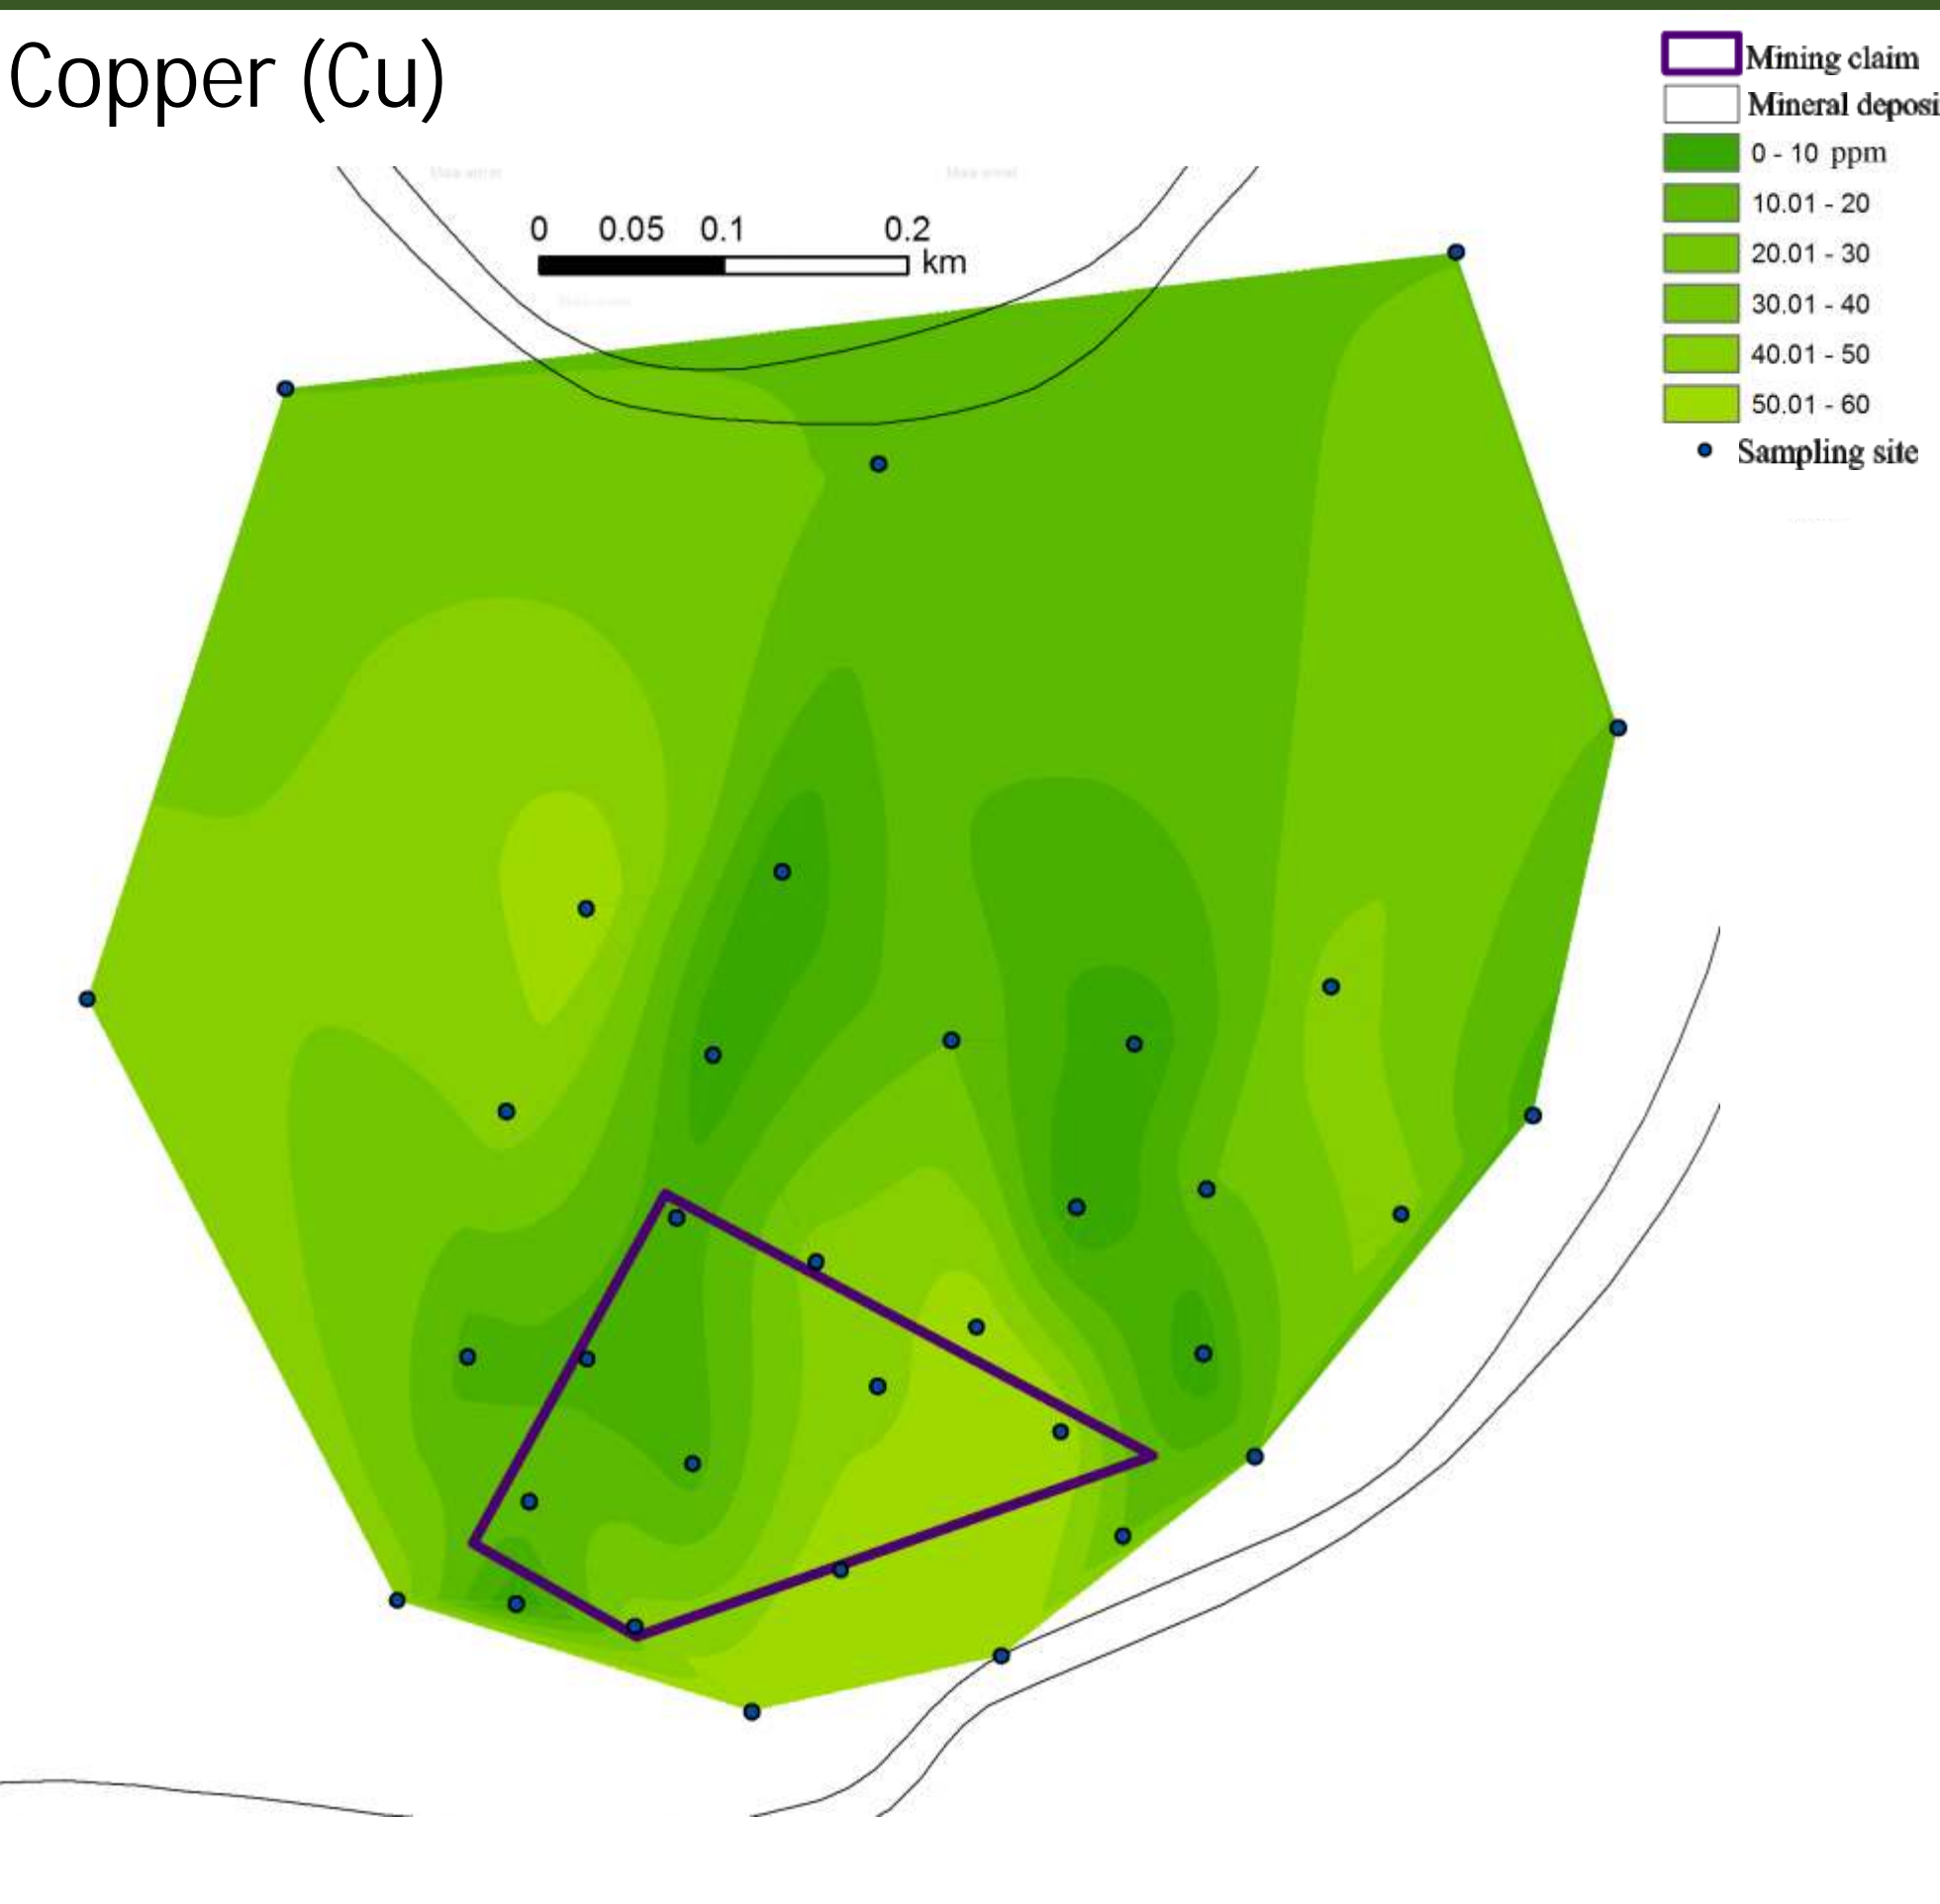 Copper (Cu)
Mining claim
Mineral deposi
0 - 10 ppm
10.01 - 20
20.01 - 30
30.01 - 40
40.01 - 50
50.01 - 60
Sampling site
0 0.05 0.1 0.2
km